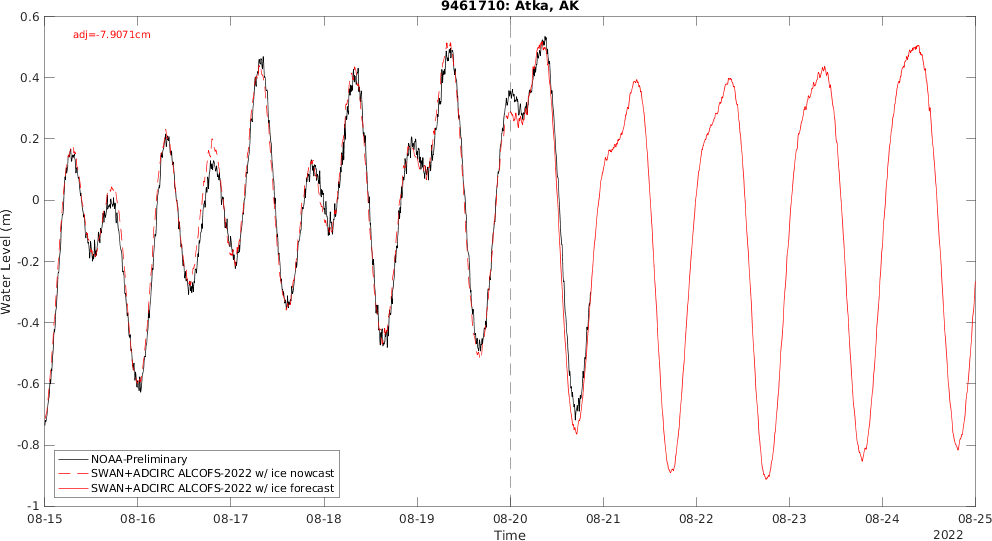 9461710: Atka, AK
adj=-7.9071cm
Water Level (m)
0.6
0.4
0.2
0
-0.2
-0.4
-0.6
-0.8
-1
NOAA-Preliminary
SWAN+ADCIRC ALCOFS-2022 w/ ice nowcast
SWAN+ADCIRC ALCOFS-2022 w/ ice forecast
08-15 08-16 08-17 08-18 08-19 08-20 08-21 08-22 08-23 08-24 08-25
Time
2022